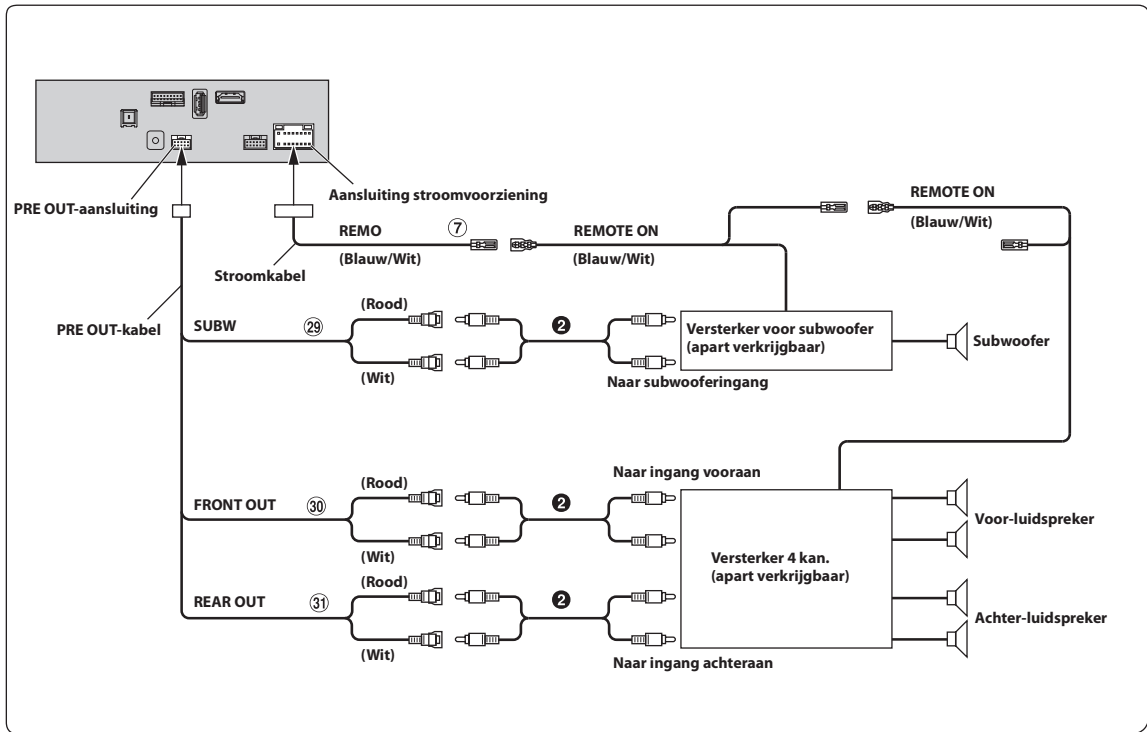 PRE OUT-aansluiting
Aansluiting stroomvoorziening
REMO
⑦
(Blauw/Wit)
REMOTE ON
(Blauw/Wit)
REMOTE ON
(Blauw/Wit)
Stroomkabel
PRE OUT-kabel
SUBW
㉙
(Rood)
(Wit)
❷
Versterker voor subwoofer
(apart verkrijgbaar)
Subwoofer
Naar subwooferingang
Naar ingang vooraan
FRONT OUT
㉚
(Rood)
(Wit)
❷
Voor-luidspreker
Versterker 4 kan.
(apart verkrijgbaar)
REAR OUT
㉛
(Rood)
(Wit)
❷
Achter-luidspreker
Naar ingang achteraan